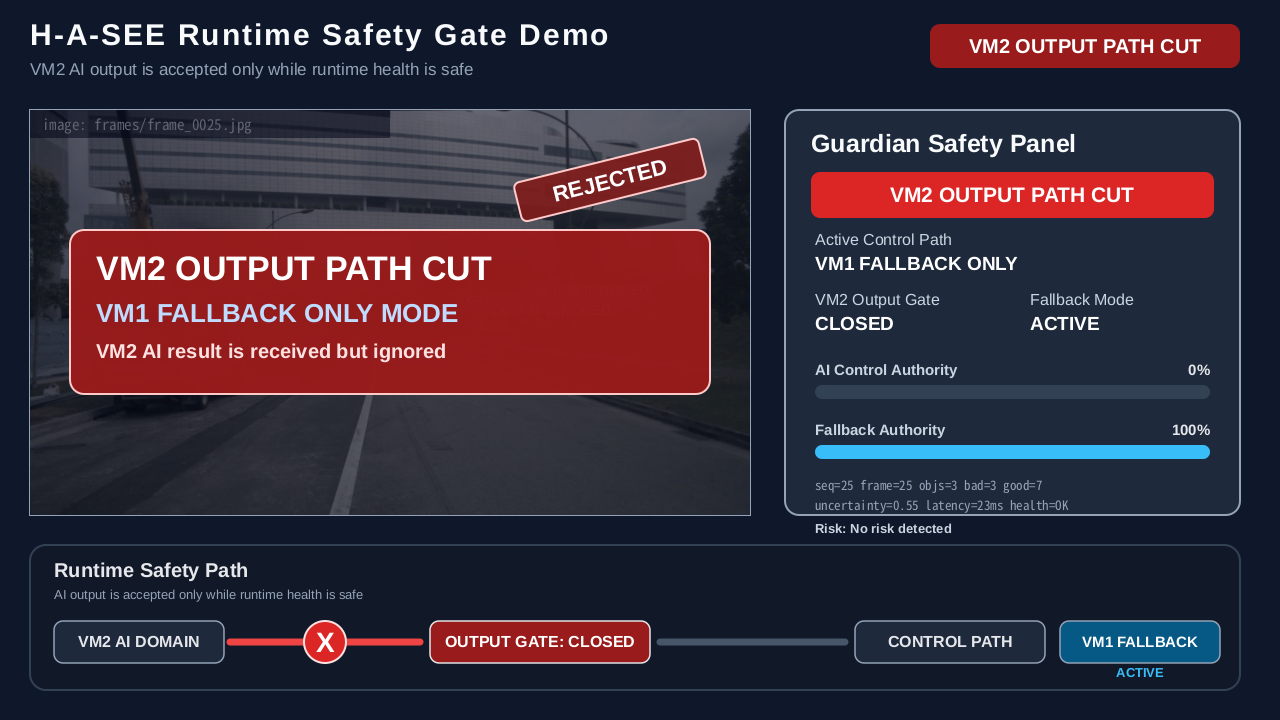 H-A-SEE Runtime Safety Gate Demo
VM2 AI output is accepted only while runtime health is safe
VM2 OUTPUT PATH CUT
image: frames/frame_0025.jpg
REJECTED
VM2 OUTPUT PATH CUT
VM1 FALLBACK ONLY MODE
VM2 AI result is received but ignored
Guardian Safety Panel
VM2 OUTPUT PATH CUT
Active Control Path
VM1 FALLBACK ONLY
VM2 Output Gate
CLOSED
Fallback Mode
ACTIVE
AI Control Authority 0%
Fallback Authority 100%
seq=25 frame=25 objs=3 bad=3 good=7
uncertainty=0.55 latency=23ms health=OK
Risk: No risk detected
Runtime Safety Path
AI output is accepted only while runtime health is safe
VM2 AI DOMAIN
X
OUTPUT GATE: CLOSED
CONTROL PATH
VM1 FALLBACK
ACTIVE